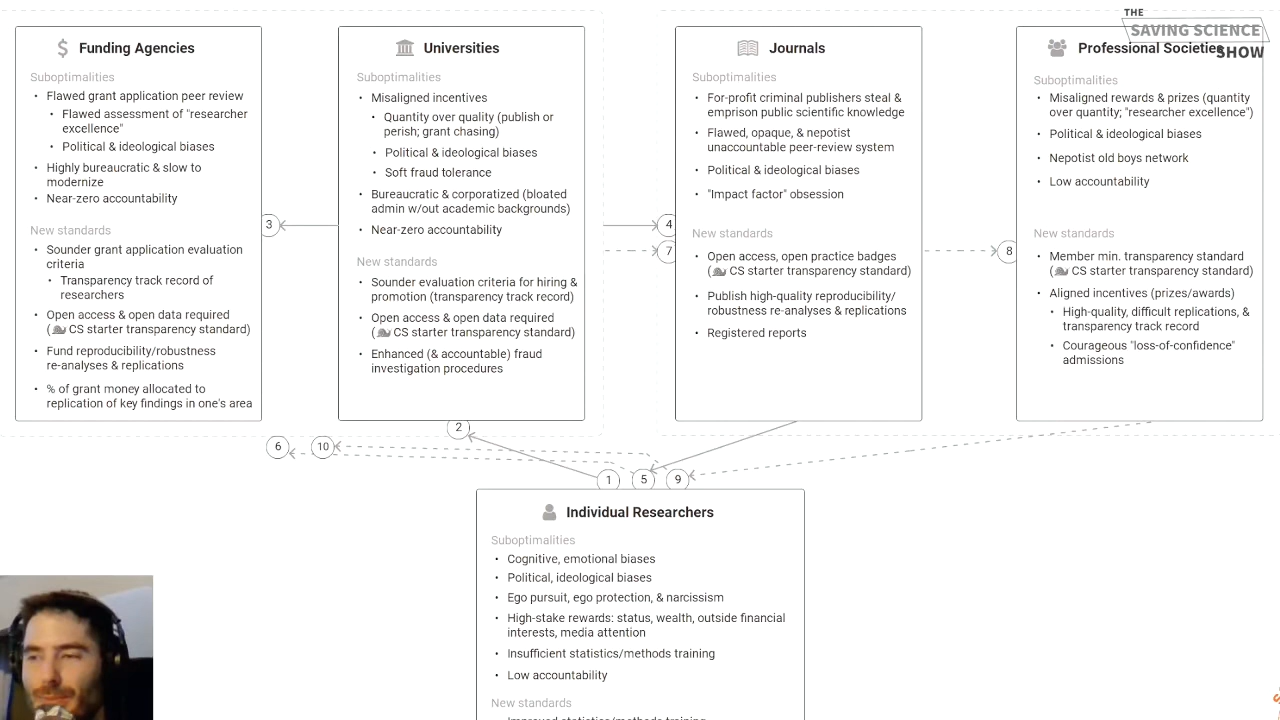 THE
SAVING SCIENCE
SHOW
Funding Agencies
Suboptimalities
• Flawed grant application peer review
• Flawed assessment of "researcher
excellence"
• Political & ideological biases
• Highly bureaucratic & slow to
modernize
• Near-zero accountability
New standards
• Sounder grant application evaluation
criteria
• Transparency track record of
researchers
• Open access & open data required
( CS starter transparency standard)
• Fund reproducibility/robustness
re-analyses & replications
• % of grant money allocated to
replication of key findings in one's area
3
Universities
Suboptimalities
• Misaligned incentives
• Quantity over quality (publish or
perish; grant chasing)
• Political & ideological biases
• Soft fraud tolerance
• Bureaucratic & corporatized (bloated
admin w/out academic backgrounds)
• Near-zero accountability
New standards
• Sounder evaluation criteria for hiring &
promotion (transparency track record)
• Open access & open data required
( CS starter transparency standard)
• Enhanced (& accountable) fraud
investigation procedures
4
7
Journals
Suboptimalities
• For-profit criminal publishers steal &
emprison public scientific knowledge
• Flawed, opaque, & nepotist
unaccountable peer-review system
• Political & ideological biases
• "Impact factor" obsession
New standards
• Open access, open practice badges
( CS starter transparency standard)
• Publish high-quality reproducibility/
robustness re-analyses & replications
• Registered reports
8
Professional Societies
Suboptimalities
• Misaligned rewards & prizes (quantity
over quantity; "researcher excellence")
• Political & ideological biases
• Nepotist old boys network
• Low accountability
New standards
• Member min. transparency standard
( CS starter transparency standard)
• Aligned incentives (prizes/awards)
• High-quality, difficult replications, &
transparency track record
• Courageous "loss-of-confidence"
admissions
2
6 10
1 5 9
Individual Researchers
Suboptimalities
• Cognitive, emotional biases
• Political, ideological biases
• Ego pursuit, ego protection, & narcissism
• High-stake rewards: status, wealth, outside financial
interests, media attention
• Insufficient statistics/methods training
• Low accountability
New standards
• Improved statistics/methods training